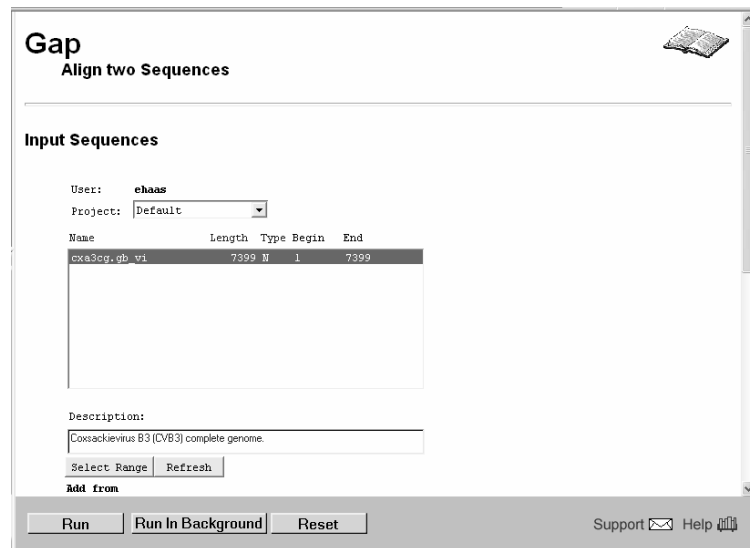 Gap
Align two Sequences
Input Sequences
User: ehaas
Project: Default
Name Length Type Begin End
cxa3cg.gb_vi 7399 N 1 7399
Description:
Coxsackievirus B3 (CVB3) complete genome.
Select Range Refresh
Add from
Run Run In Background Reset Support Help